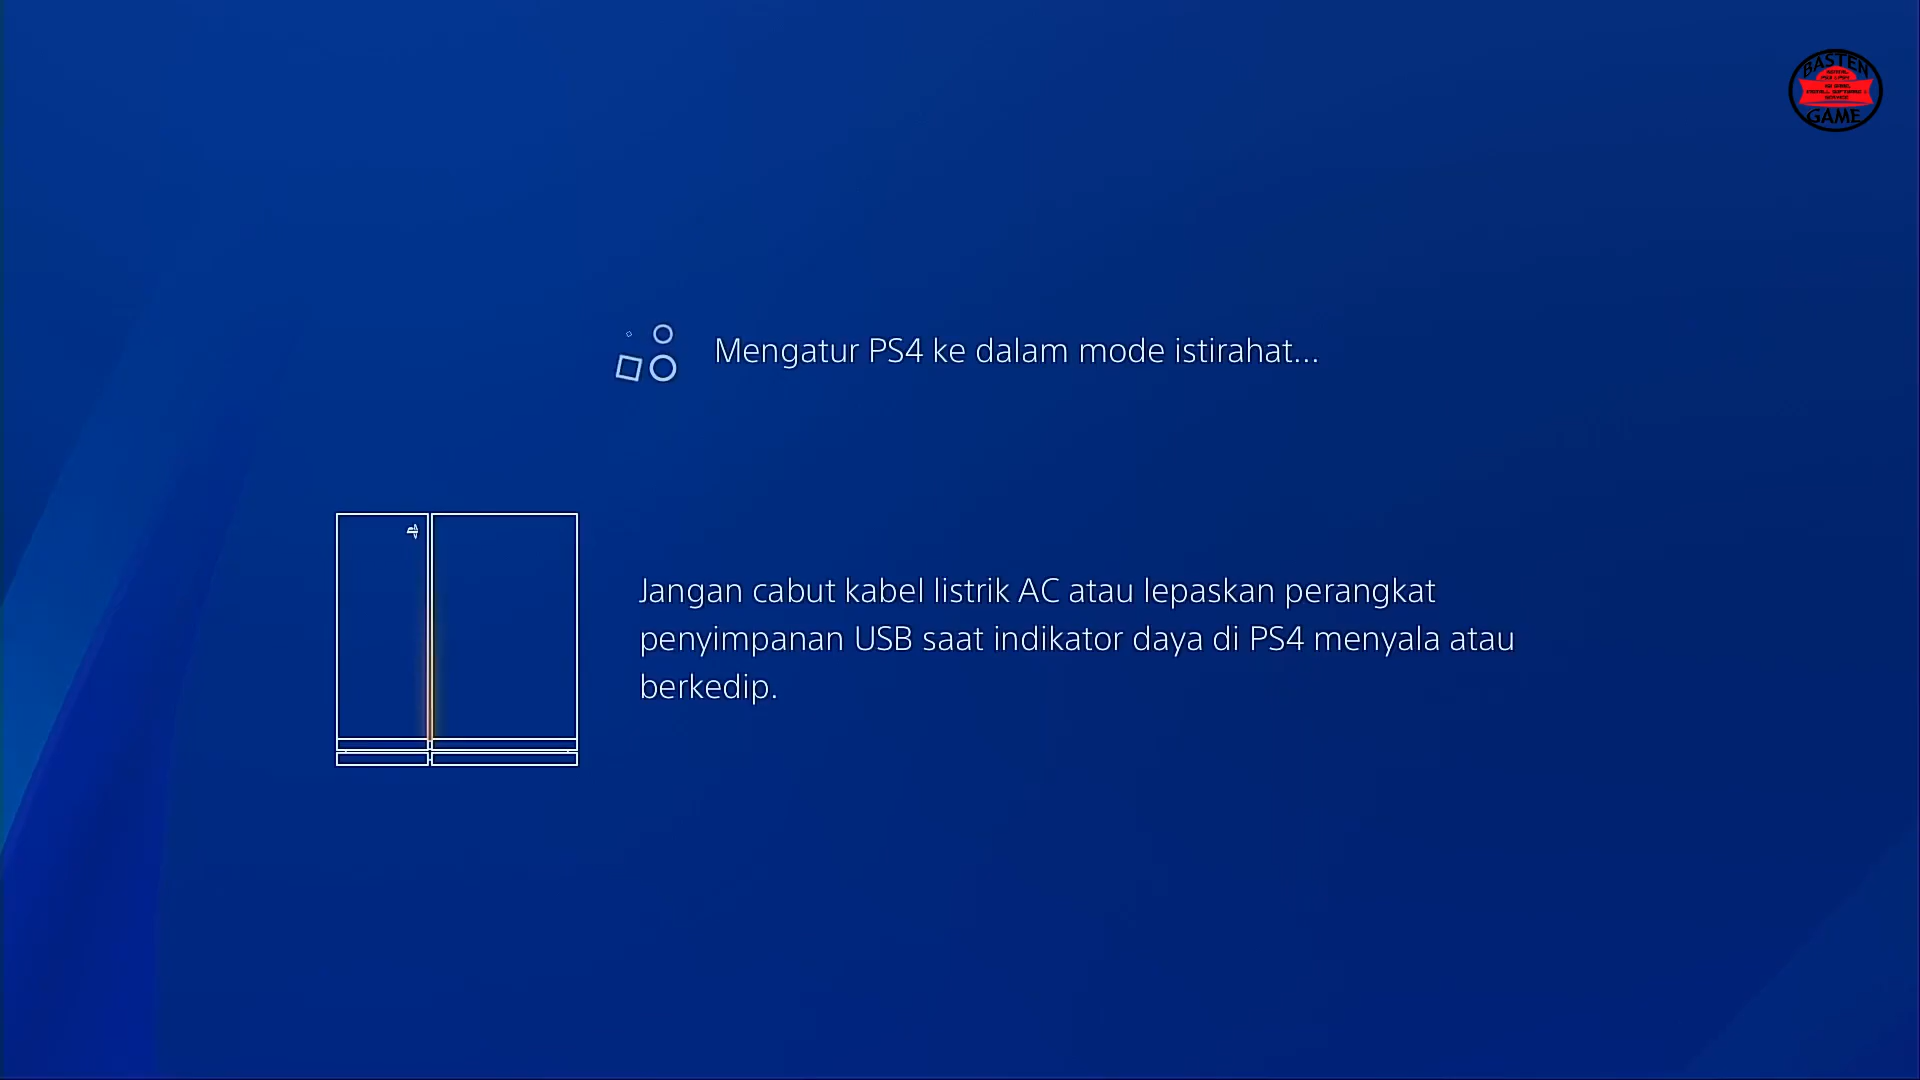 BASTEN
GAME
Mengatur PS4 ke dalam mode istirahat...
Jangan cabut kabel listrik AC atau lepaskan perangkat
penyimpanan USB saat indikator daya di PS4 menyala atau
berkedip.